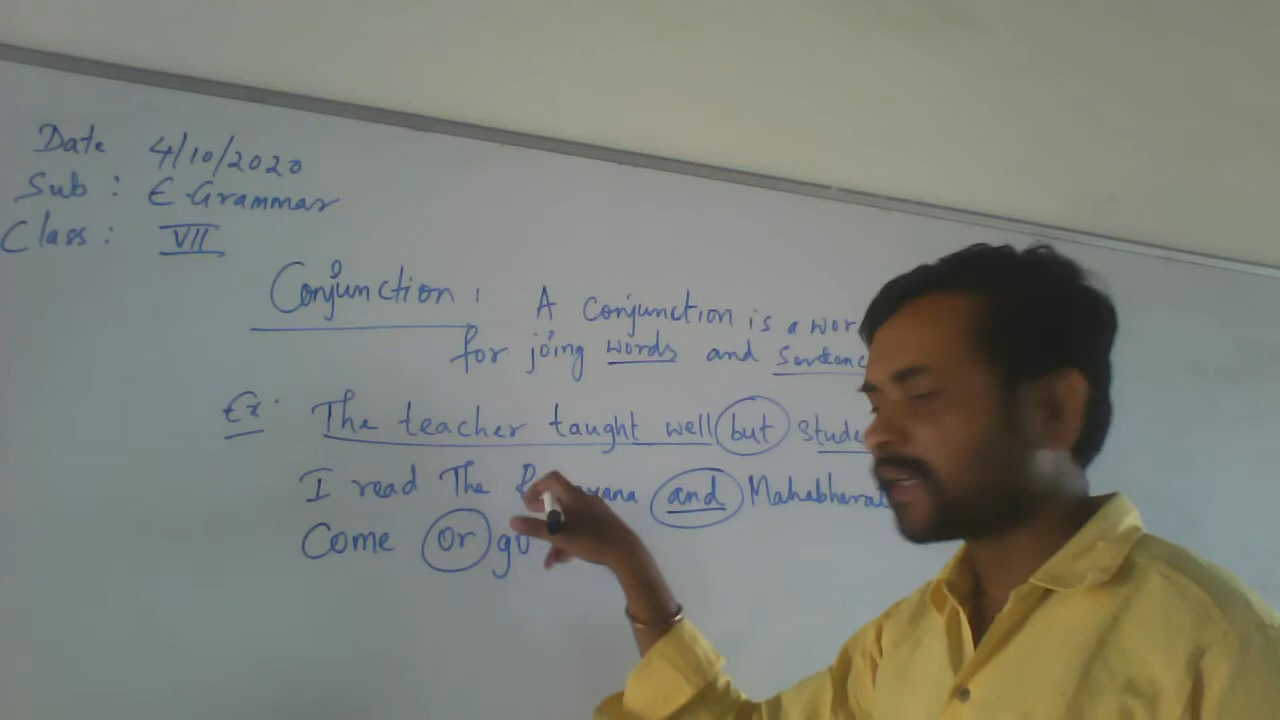 Date 4/10/2020
Sub : E Grammar
Class : VII
Conjunction : A conjunction is a
for joing words and
Ex. The teacher taught well but
I read The and
Come or go